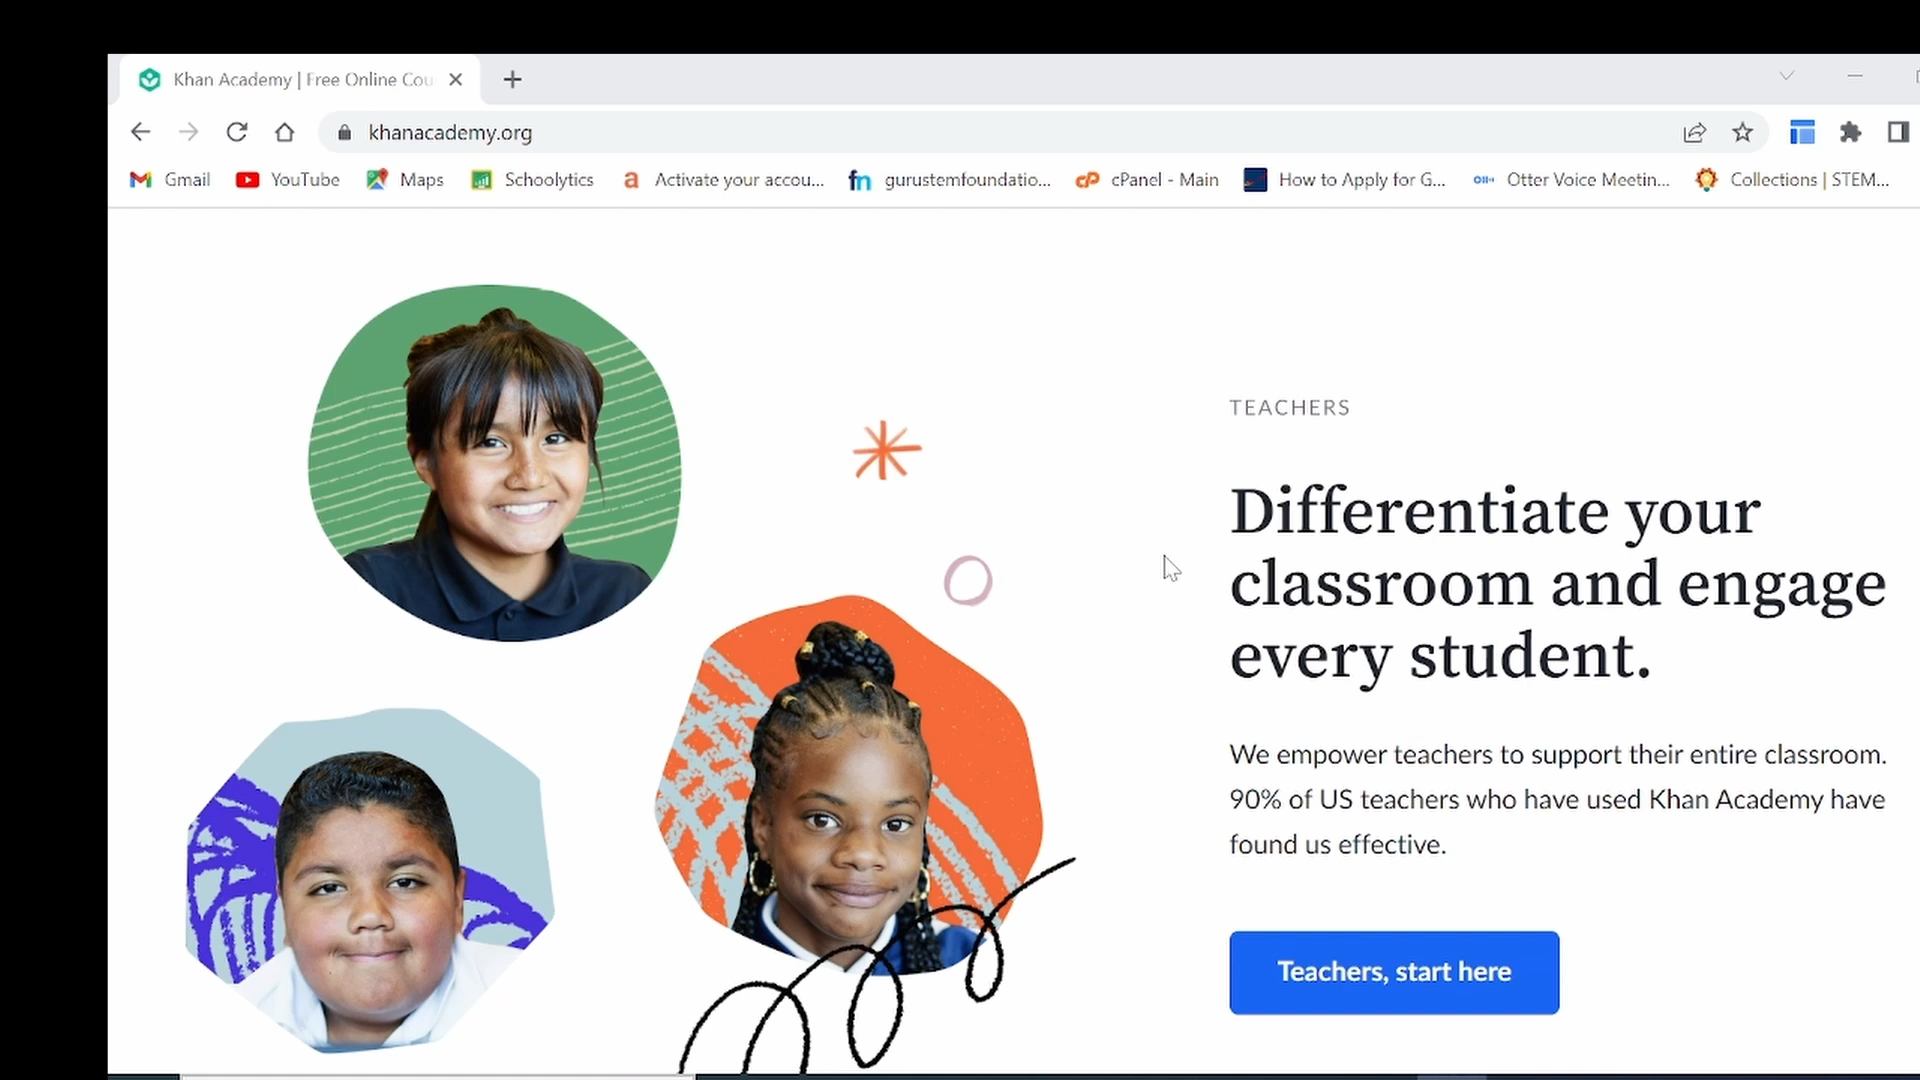 Khan Academy | Free Online Cou
khanacademy.org
Gmail YouTube Maps Schoolytics Activate your accou... gurustemfoundatio... cPanel - Main How to Apply for G... Otter Voice Meetin... Collections | STEM...
TEACHERS
Differentiate your
classroom and engage
every student.
We empower teachers to support their entire classroom.
90% of US teachers who have used Khan Academy have
found us effective.
Teachers, start here